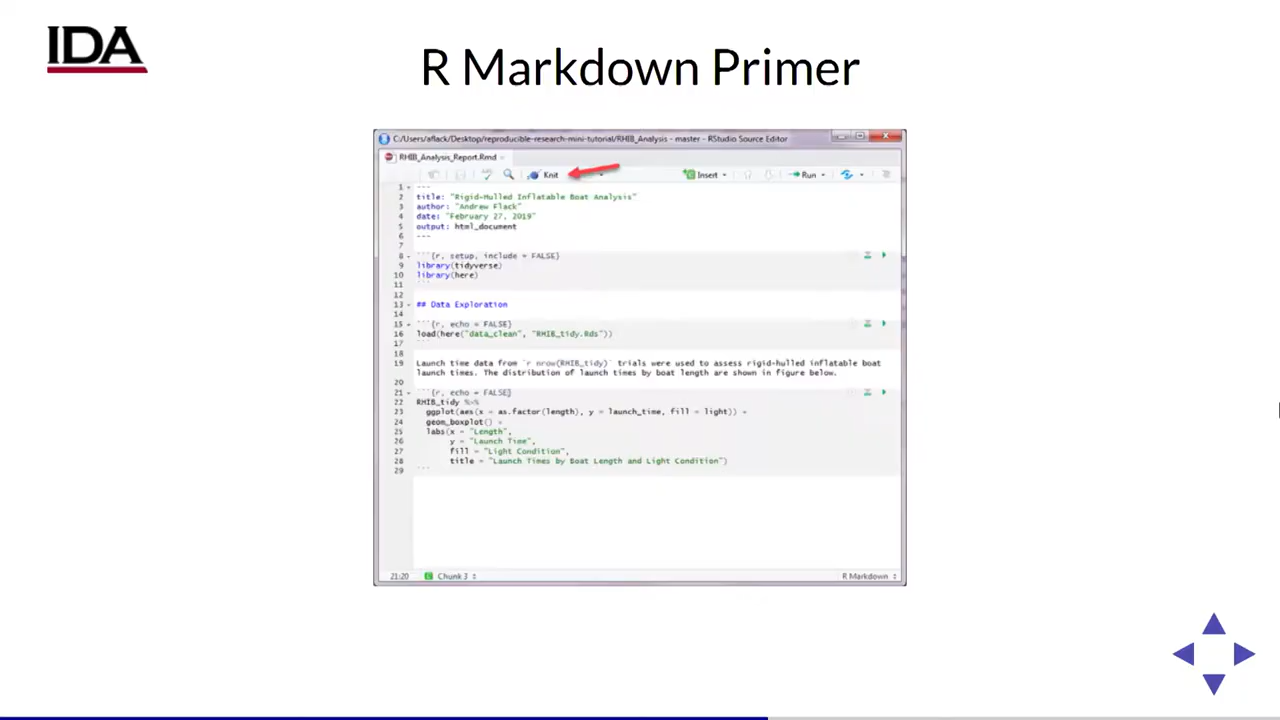 IDA
R Markdown Primer
C:/Users/aflack/Desktop/reproducible-research-mini-tutorial/RHIB_Analysis - master - RStudio Source Editor
RHIB_Analysis_Report.Rmd
Knit Insert Run
1 ---
2 title: "Rigid-Hulled Inflatable Boat Analysis"
3 author: "Andrew Flack"
4 date: "February 27, 2019"
5 output: html_document
6 ---
7
8 ```{r, setup, include = FALSE}
9 library(tidyverse)
10 library(here)
11 ```
12
13 ## Data Exploration
14
15 ```{r, echo = FALSE}
16 load(here("data_clean", "RHIB_tidy.Rds"))
17 ```
18
19 Launch time data from `r nrow(RHIB_tidy)` trials were used to assess rigid-hulled inflatable boat
launch times. The distribution of launch times by boat length are shown in figure below.
20
21 ```{r, echo = FALSE}
22 RHIB_tidy %>%
23 ggplot(aes(x = as.factor(length), y = launch_time, fill = light)) +
24 geom_boxplot() +
25 labs(x = "Length",
26 y = "Launch Time",
27 fill = "Light Condition",
28 title = "Launch Times by Boat Length and Light Condition")
29 ```
21:20 Chunk 3 R Markdown